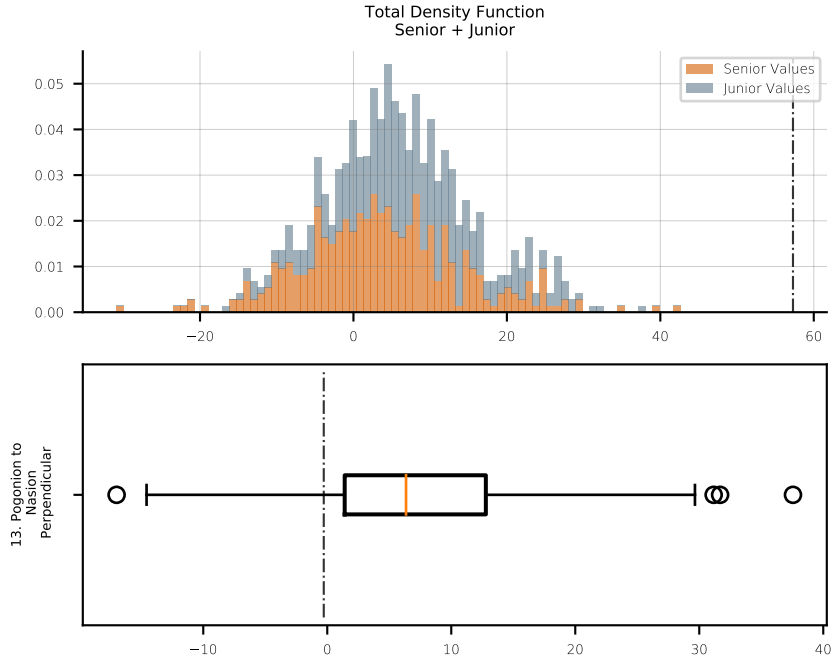 Total Density Function
Senior + Junior
Senior Values
Junior Values
0.05
0.04
0.03
0.02
0.01
0.00
−20
0
20
40
60
13. Pogonion to
Nasion
Perpendicular
−10
0
10
20
30
40